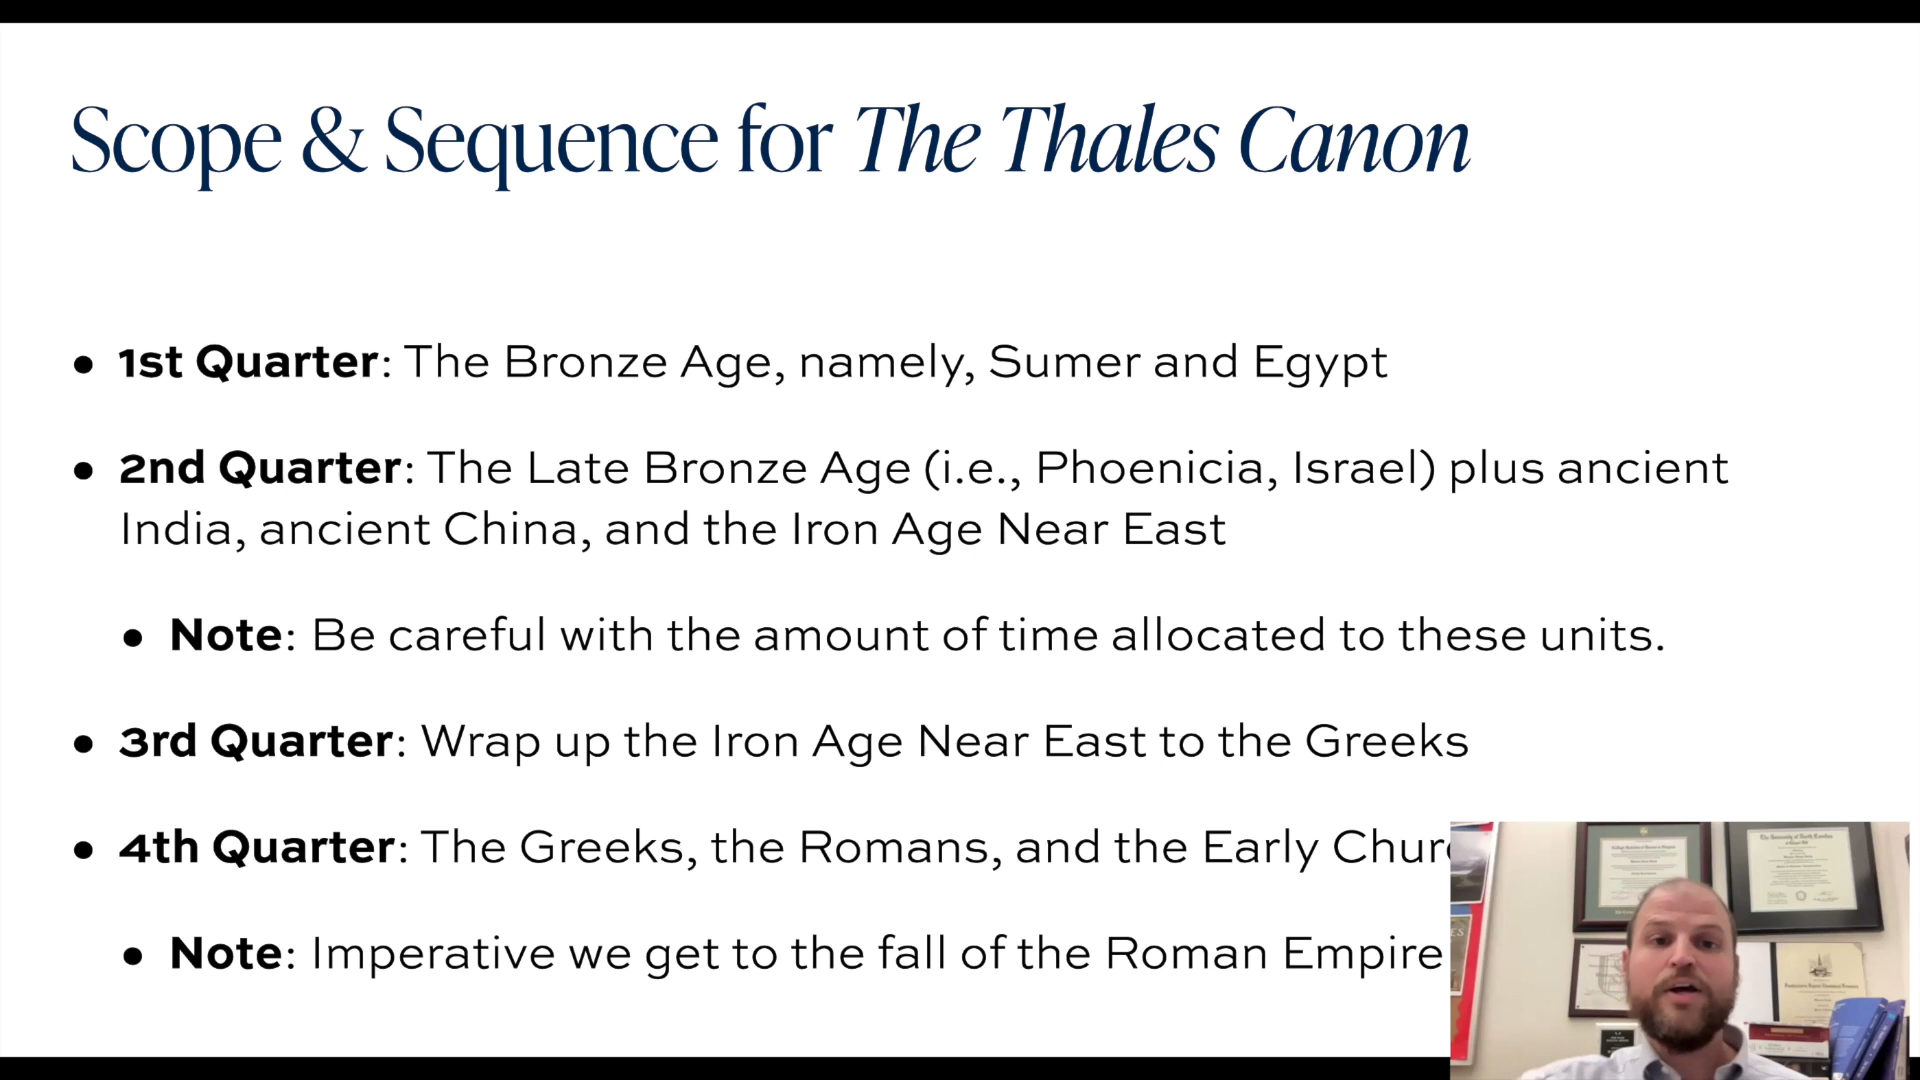 Scope & Sequence for The Thales Canon
• 1st Quarter: The Bronze Age, namely, Sumer and Egypt
• 2nd Quarter: The Late Bronze Age (i.e., Phoenicia, Israel) plus ancient
India, ancient China, and the Iron Age Near East
• Note: Be careful with the amount of time allocated to these units.
• 3rd Quarter: Wrap up the Iron Age Near East to the Greeks
• 4th Quarter: The Greeks, the Romans, and the Early Chur
• Note: Imperative we get to the fall of the Roman Empire